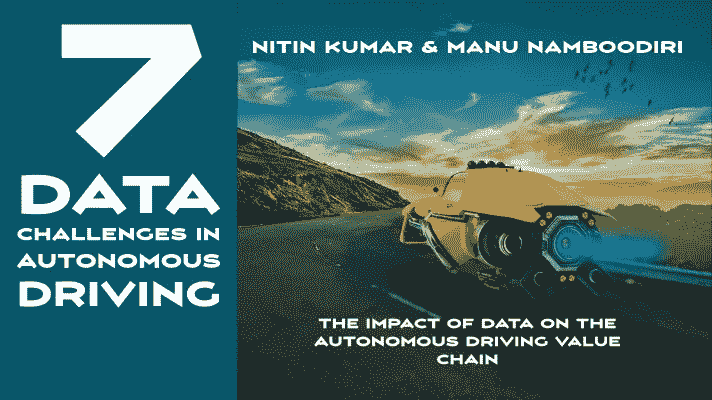 7
DATA
CHALLENGES IN
AUTONOMOUS
DRIVING
NITIN KUMAR & MANU NAMBOODIRI
THE IMPACT OF DATA ON THE
AUTONOMOUS DRIVING VALUE
CHAIN